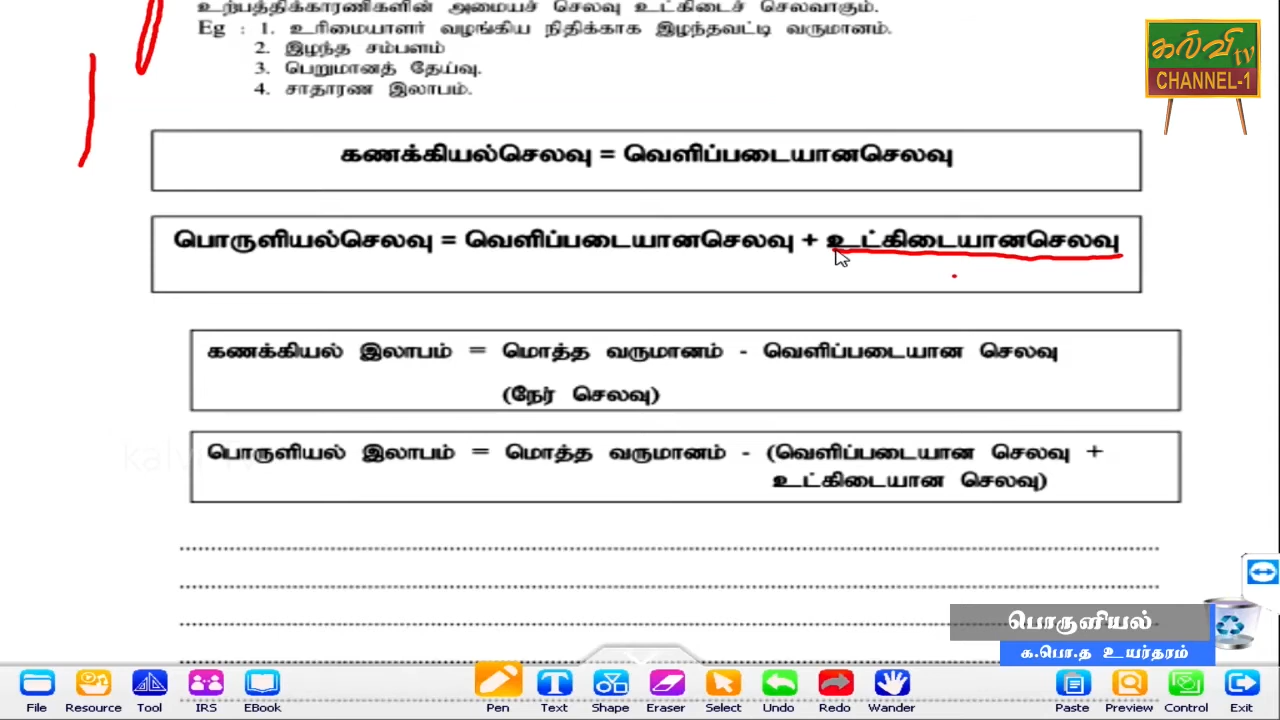 உற்பத்திக்காரணிகளின் அமையச் செலவு உட்கிடைச் செலவாகும்.
Eg : 1. உரிமையாளர் வழங்கிய நிதிக்காக இழந்தவட்டி வருமானம்.
2. இழந்த சம்பளம்
3. பெறுமானத் தேய்வு.
4. சாதாரண இலாபம்.
கல்வி tv
CHANNEL-1
கணக்கியல்செலவு = வெளிப்படையானசெலவு
பொருளியல்செலவு = வெளிப்படையானசெலவு + உட்கிடையானசெலவு
கணக்கியல் இலாபம் = மொத்த வருமானம் - வெளிப்படையான செலவு
(நேர் செலவு)
பொருளியல் இலாபம் = மொத்த வருமானம் - (வெளிப்படையான செலவு +
உட்கிடையான செலவு)
kalvi TV
பொருளியல்
க.பொ.த உயர்தரம்
File Resource Tool IRS EBook Pen Text Shape Eraser Select Undo Redo Wander Paste Preview Control Exit